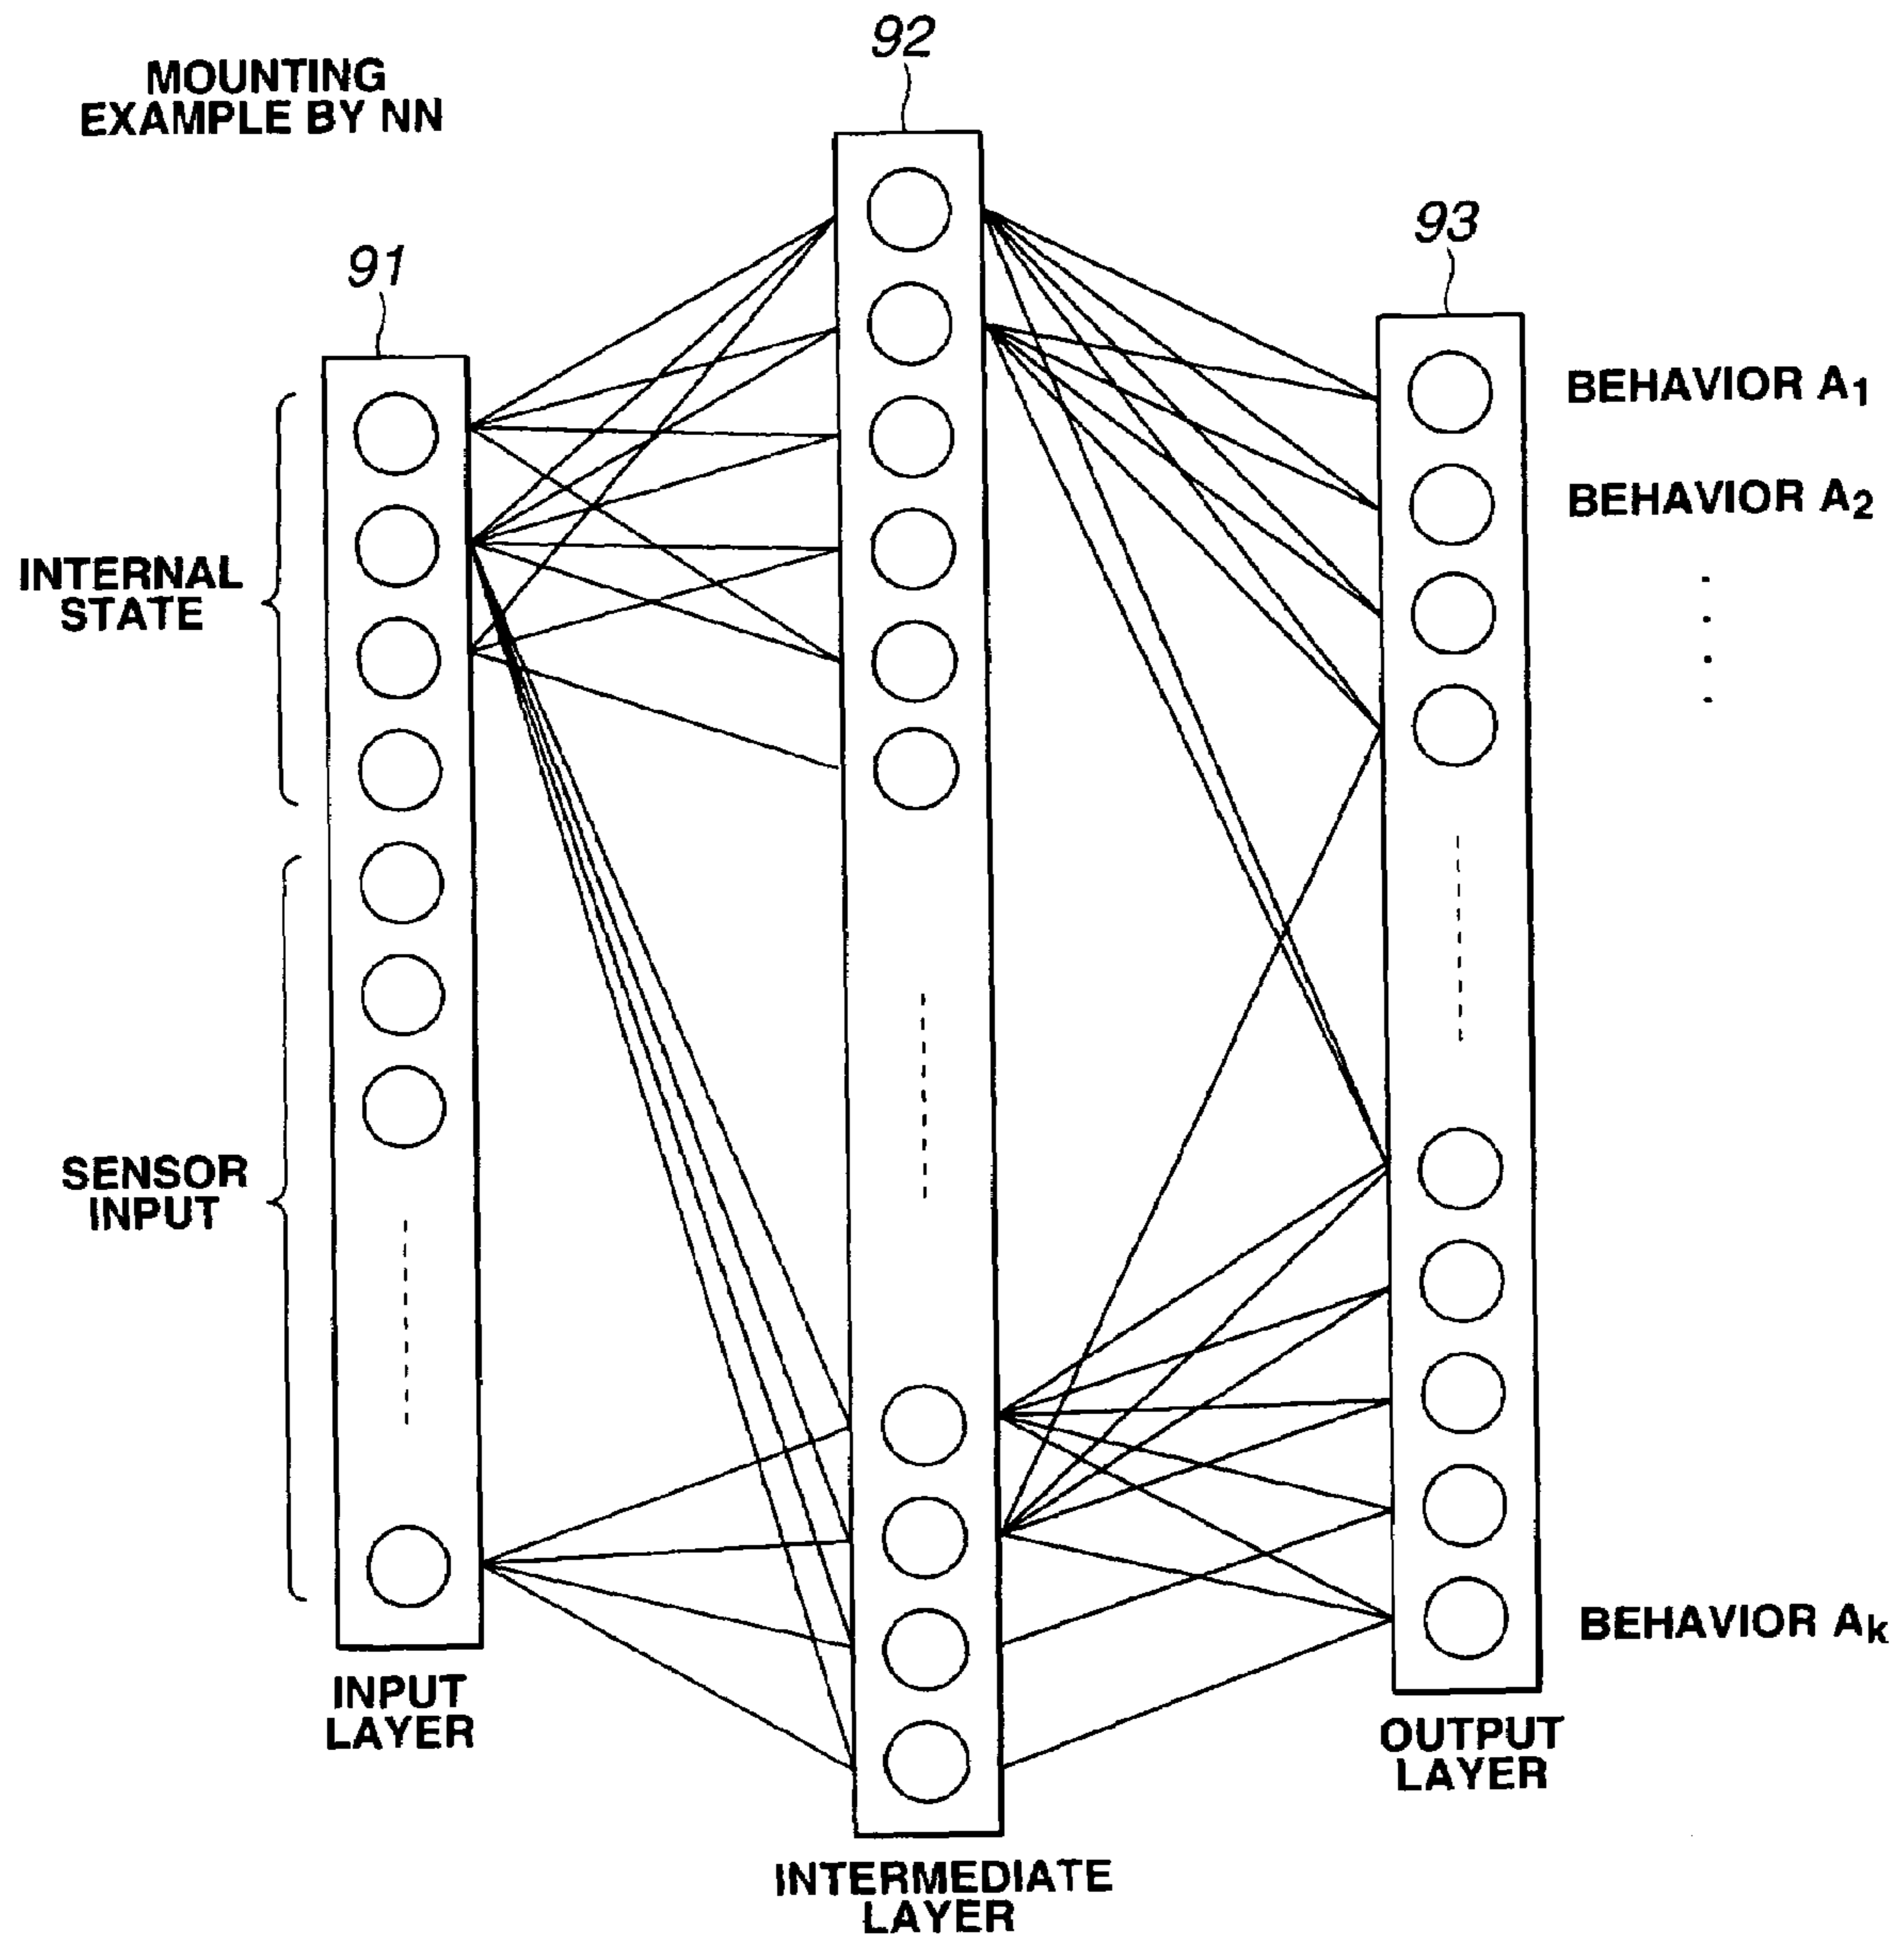 MOUNTING
EXAMPLE BY NN
92
91
93
INTERNAL
STATE
SENSOR
INPUT
BEHAVIOR A1
BEHAVIOR A2
BEHAVIOR Ak
INPUT
LAYER
INTERMEDIATE
LAYER
OUTPUT
LAYER